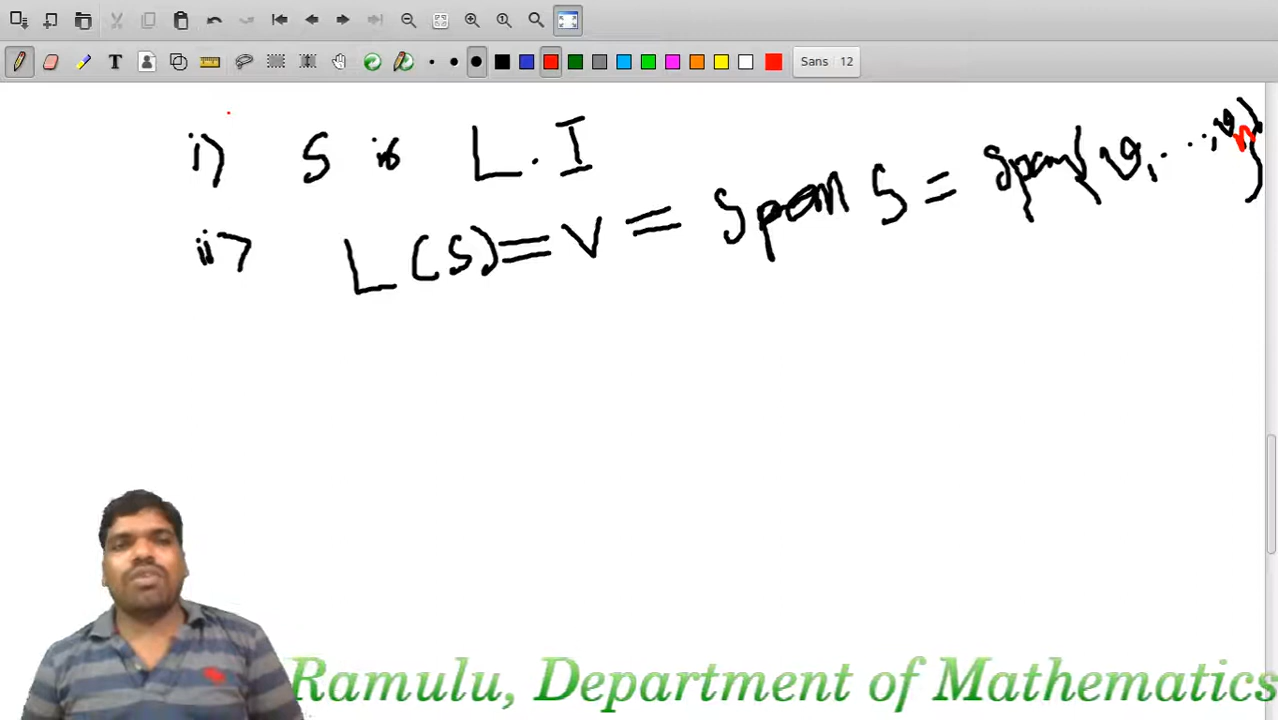 Sans 12
i) S is L.I
ii) L(S)=V = Span S = Span{v1, ..., vn}
Ramulu, Department of Mathematics